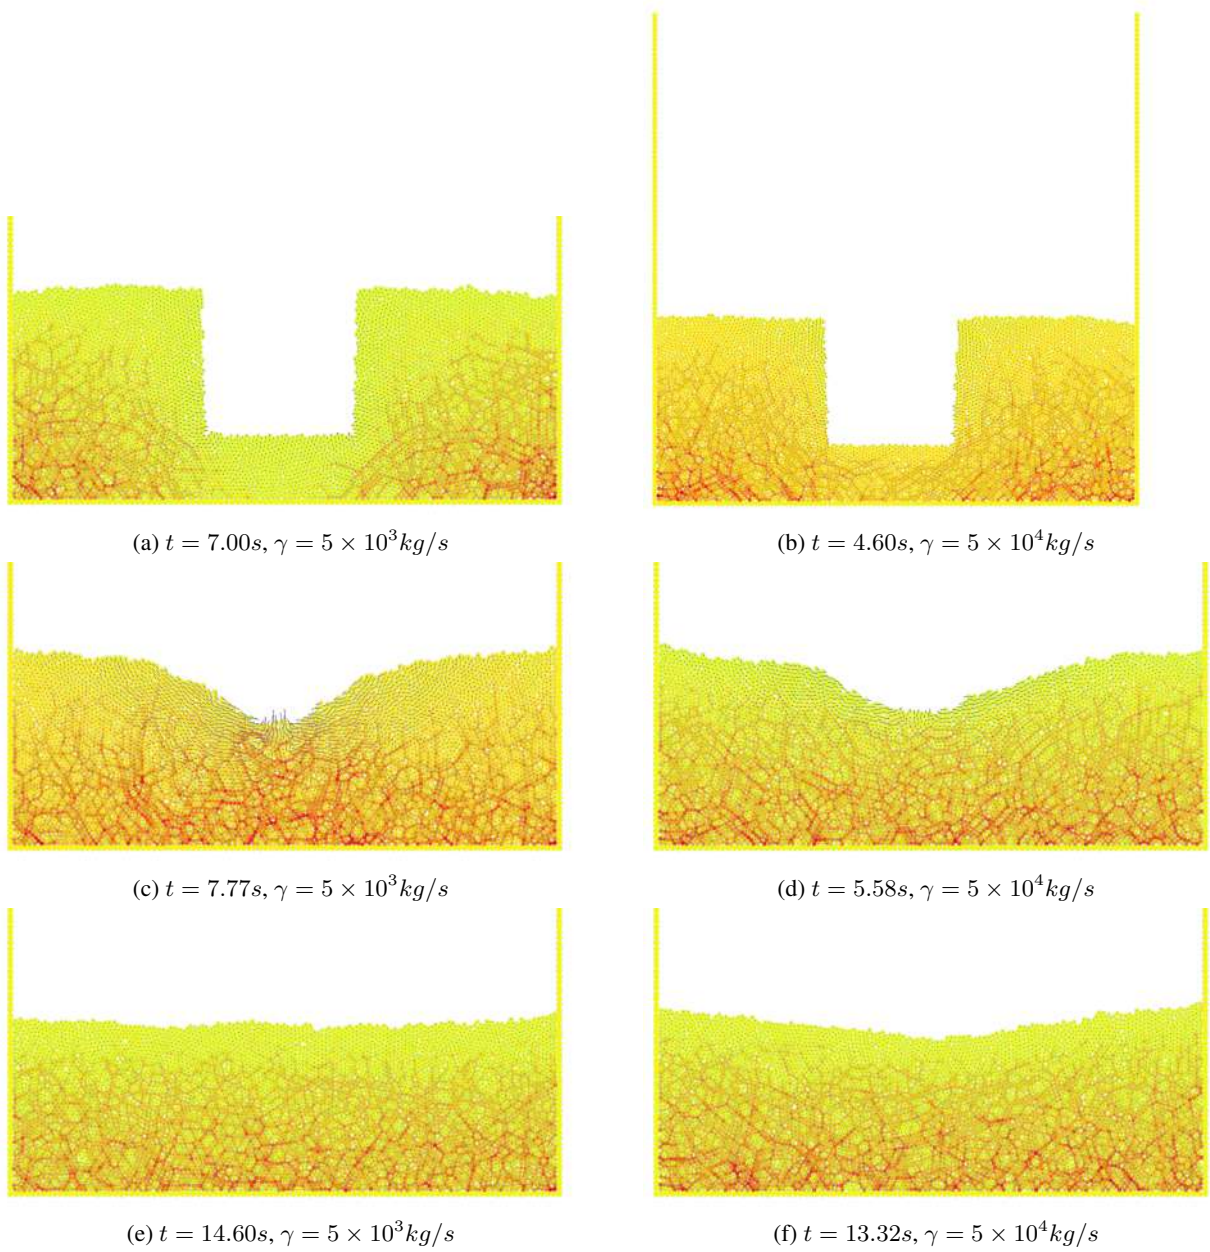 (a) t = 7.00s, γ = 5 × 10³kg/s
(b) t = 4.60s, γ = 5 × 10⁴kg/s
(c) t = 7.77s, γ = 5 × 10³kg/s
(d) t = 5.58s, γ = 5 × 10⁴kg/s
(e) t = 14.60s, γ = 5 × 10³kg/s
(f) t = 13.32s, γ = 5 × 10⁴kg/s